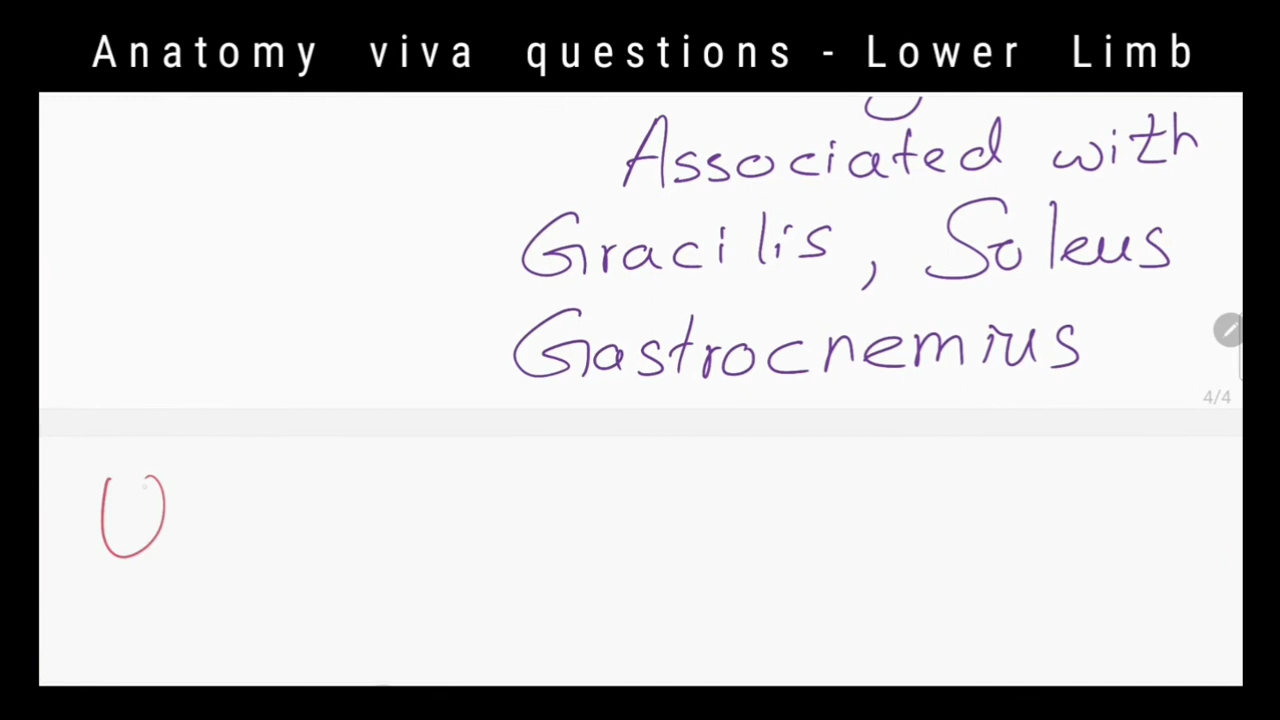 Anatomy viva questions - Lower Limb
Associated with
Gracilis, Soleus
Gastrocnemius
4/4